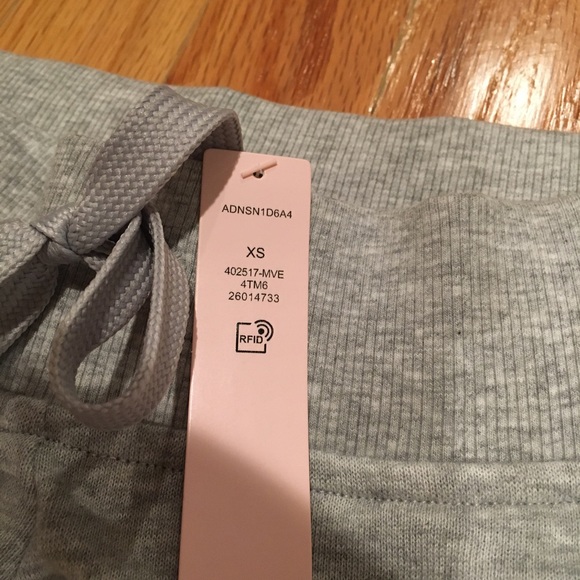 ADNSN1D6A4
XS
402517-MVE
4TM6
26014733
RFID